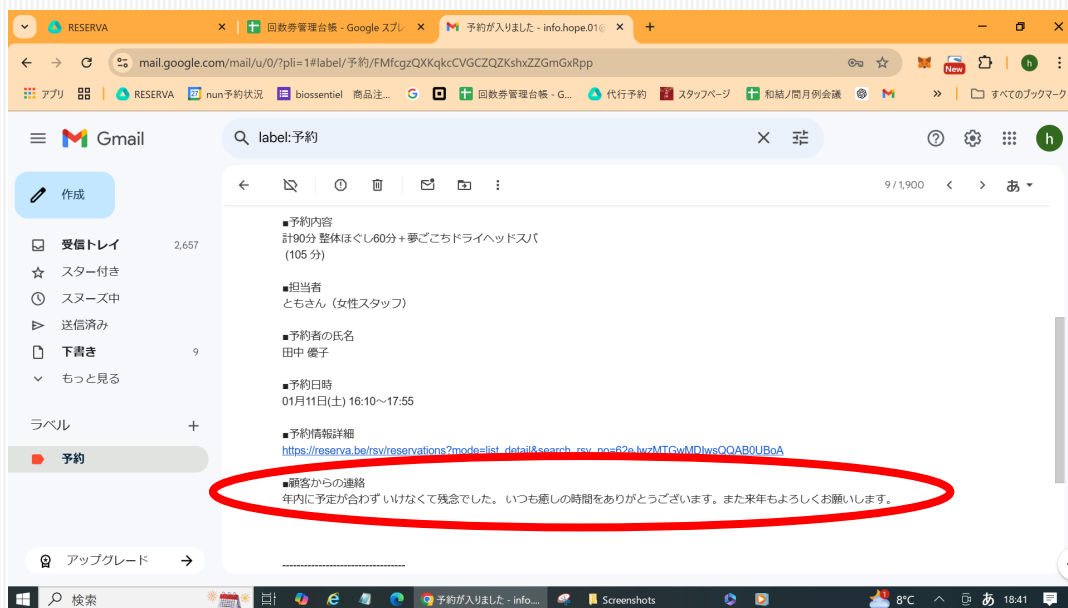 RESERVA
回数券管理台帳 - Google スプレ
予約が入りました - info.hope.01@
mail.google.com/mail/u/0/?pli=1#label/予約/FMfcgzQXKqkcCVGCZQZKshxZZGmGxRpp
New
h
アプリ
RESERVA
27
nun予約状況
biossentiel 商品注...
G
回数券管理台帳 - G...
代行予約
スタッフページ
和結ノ間月例会議
»
すべてのブックマーク
Gmail
label:予約
h
作成
9 / 1,900
あ
受信トレイ 2,657
スター付き
スヌーズ中
送信済み
下書き 9
もっと見る
ラベル +
予約
アップグレード
■予約内容
計90分 整体ほぐし60分＋夢ごこちドライヘッドスパ
(105 分)
■担当者
ともさん（女性スタッフ）
■予約者の氏名
田中 優子
■予約日時
01月11日(土) 16:10～17:55
■予約情報詳細
■顧客からの連絡
年内に予定が合わず いけなくて残念でした。 いつも癒しの時間をありがとうございます。また来年もよろしくお願いします。
----------------------------------
検索
予約が入りました - info....
Screenshots
8°C
あ
18:41